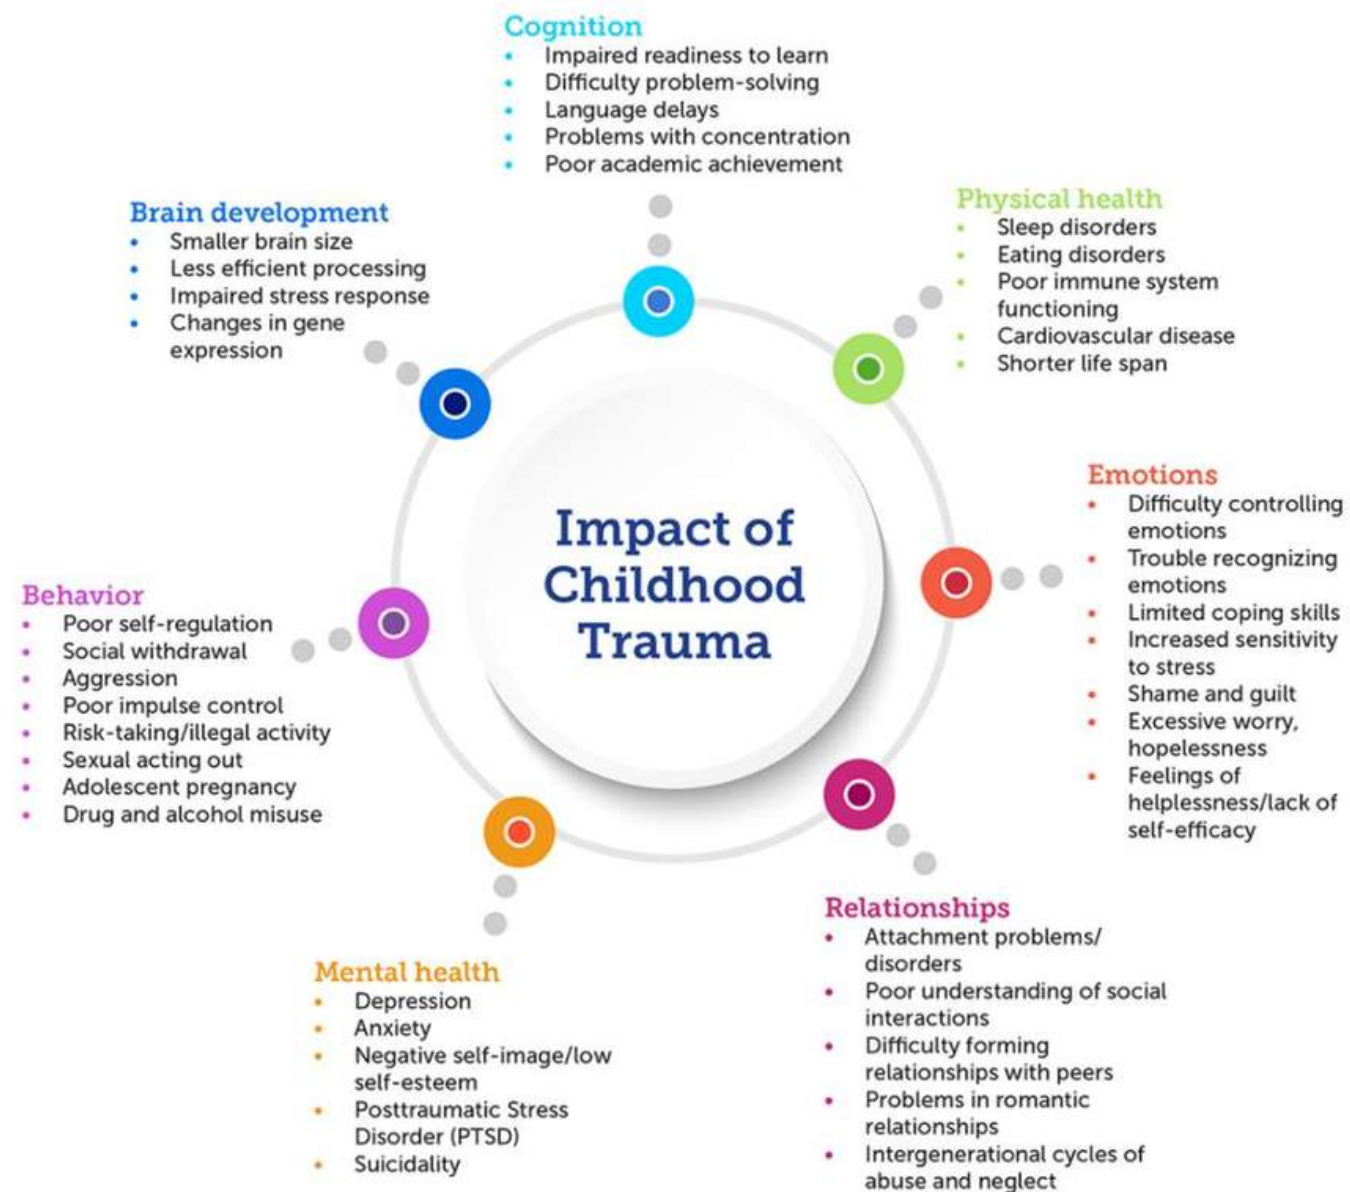 Cognition
• Impaired readiness to learn
• Difficulty problem-solving
• Language delays
• Problems with concentration
• Poor academic achievement
Physical health
• Sleep disorders
• Eating disorders
• Poor immune system
functioning
• Cardiovascular disease
• Shorter life span
Emotions
• Difficulty controlling
emotions
• Trouble recognizing
emotions
• Limited coping skills
• Increased sensitivity
to stress
• Shame and guilt
• Excessive worry,
hopelessness
• Feelings of
helplessness/lack of
self-efficacy
Relationships
• Attachment problems/
disorders
• Poor understanding of social
interactions
• Difficulty forming
relationships with peers
• Problems in romantic
relationships
• Intergenerational cycles of
abuse and neglect
Mental health
• Depression
• Anxiety
• Negative self-image/low
self-esteem
• Posttraumatic Stress
Disorder (PTSD)
• Suicidality
Behavior
• Poor self-regulation
• Social withdrawal
• Aggression
• Poor impulse control
• Risk-taking/illegal activity
• Sexual acting out
• Adolescent pregnancy
• Drug and alcohol misuse
Brain development
• Smaller brain size
• Less efficient processing
• Impaired stress response
• Changes in gene
expression
Impact of
Childhood
Trauma